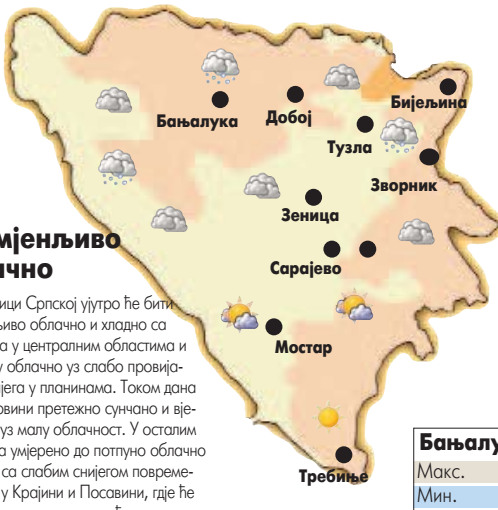 Бањалука
Добој
Бијељина
Тузла
Зворник
Зеница
Сарајево
Мостар
Требиње
мјенљиво
ачно
ици Српској ујутро ће бити
љиво облачно и хладно са
а у централним областима и
у облачно уз слабо провија-
ијега у планинама. Током дана
овини претежно сунчано и вје-
уз малу облачност. У осталим
а умјерено до потпуно облачно
са слабим снијегом повреме-
у Крајини и Посавини, гдје ће
Бањалу
Макс.
Мин.